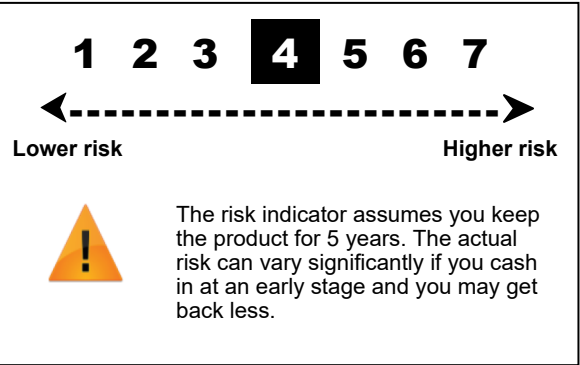 1 2 3 4 5 6 7
Lower risk Higher risk
!
The risk indicator assumes you keep
the product for 5 years. The actual
risk can vary significantly if you cash
in at an early stage and you may get
back less.